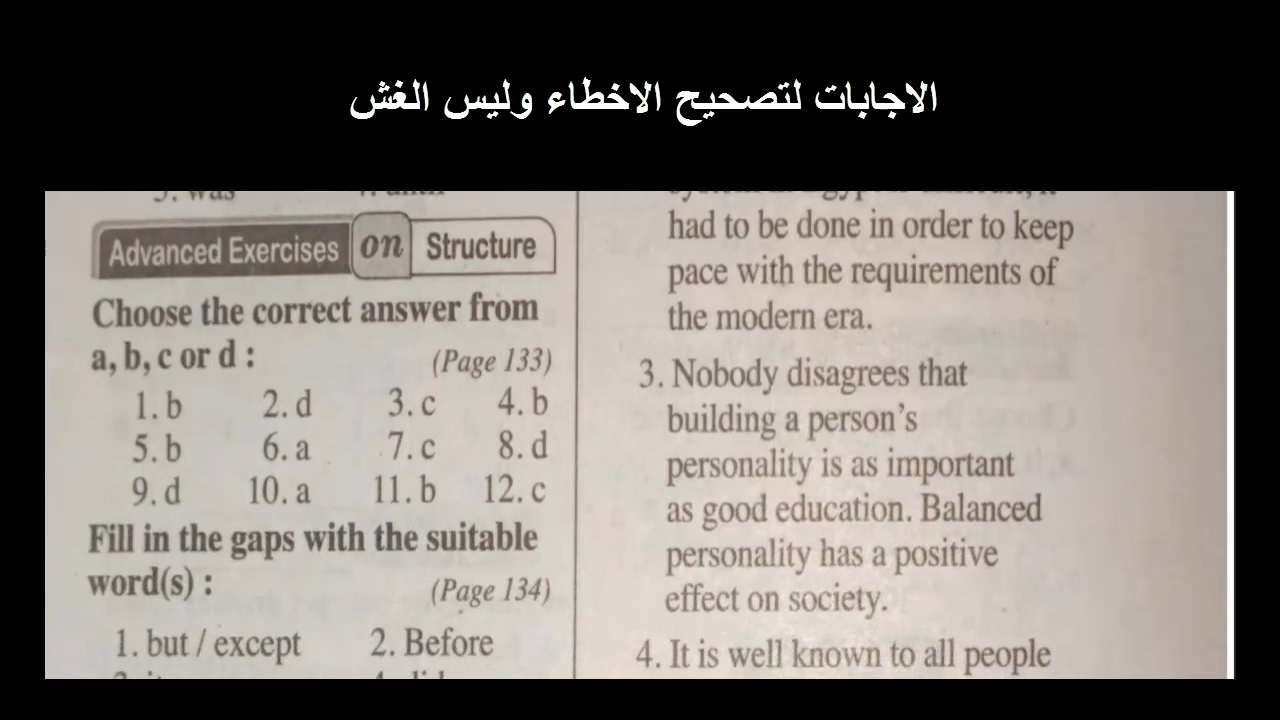 الاجابات لتصحيح الاخطاء وليس الغش
5. was
Advanced Exercises on Structure
Choose the correct answer from
a, b, c or d : (Page 133)
1. b 2. d 3. c 4. b
5. b 6. a 7. c 8. d
9. d 10. a 11. b 12. c
Fill in the gaps with the suitable
word(s) : (Page 134)
1. but / except 2. Before
had to be done in order to keep
pace with the requirements of
the modern era.
3. Nobody disagrees that
building a person’s
personality is as important
as good education. Balanced
personality has a positive
effect on society.
4. It is well known to all people